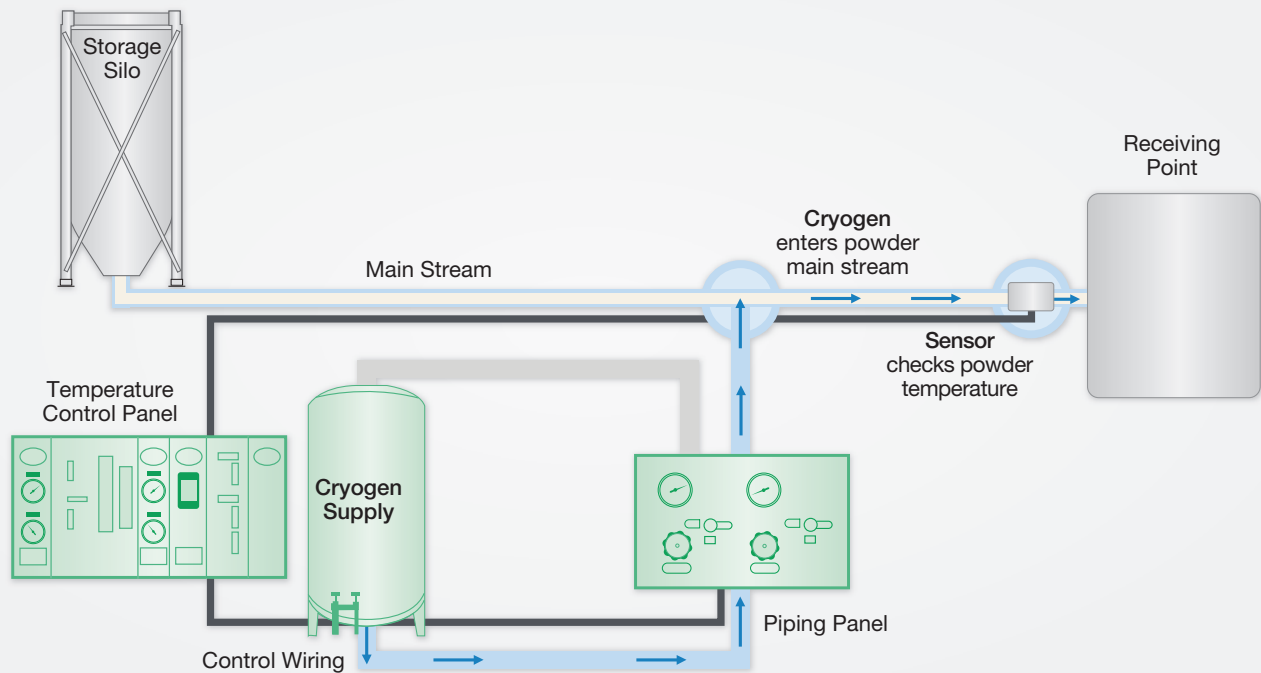 Storage
Silo
Receiving
Point
Cryogen
enters powder
main stream
Main Stream
Sensor
checks powder
temperature
Temperature
Control Panel
Cryogen
Supply
Piping Panel
Control Wiring